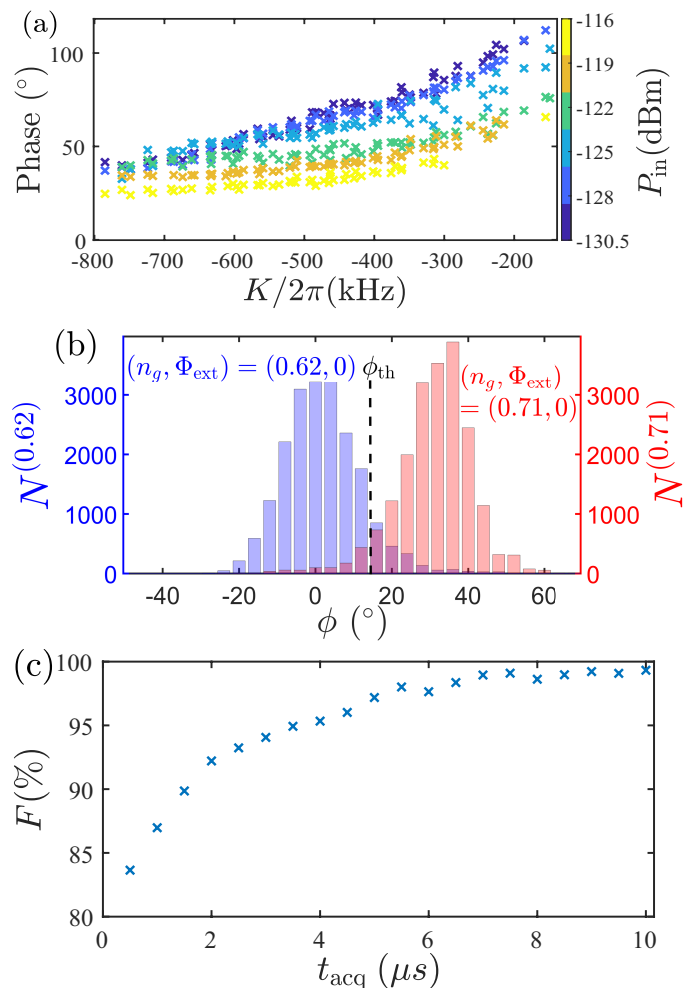 (a)
100
50
0
Phase (°)
-800 -700 -600 -500 -400 -300 -200
K/2π(kHz)
-116
-119
-122
-125
-128
-130.5
P_in(dBm)
(b)
(n_g, Φ_ext) = (0.62, 0)
ϕ_th
(n_g, Φ_ext)
= (0.71, 0)
3000
2000
1000
0
N^(0.62)
3000
2000
1000
0
N^(0.71)
-40 -20 0 20 40 60
ϕ (°)
(c)
100
95
90
85
80
F(%)
0 2 4 6 8 10
t_acq (μs)